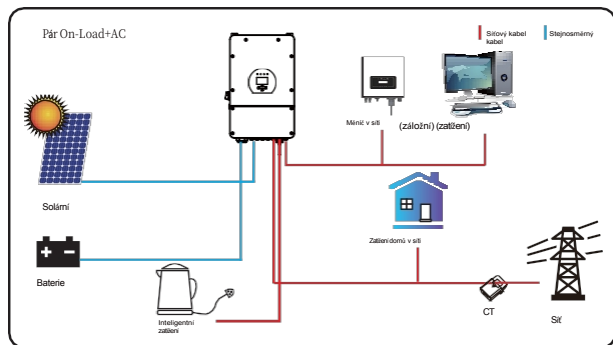 Pár On-Load+AC
Síťový kabel
kabel
Stejnosměrný
Měnič v síti
(záložní) (zatížení)
Solární
Zatížení domů v síti
Baterie
Inteligentní
zatížení
CT
Síť